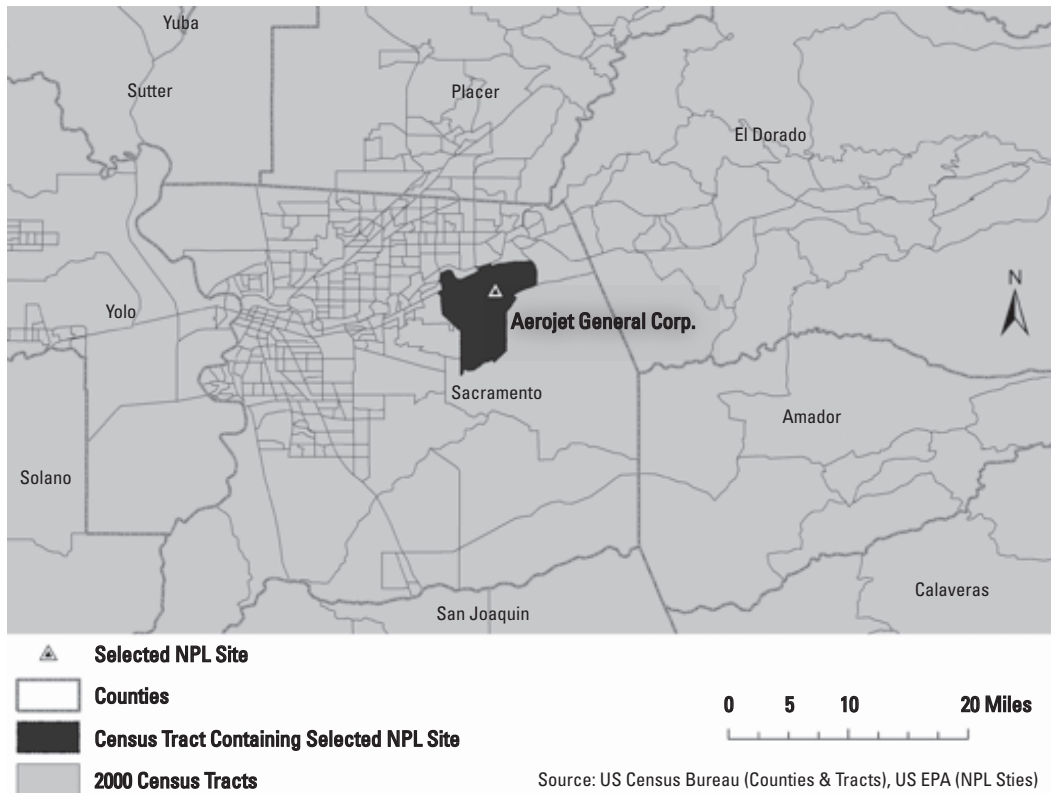 Yuba
Sutter
Placer
El Dorado
N
Yolo
Aerojet General Corp.
Sacramento
Amador
Solano
Calaveras
San Joaquin
Selected NPL Site
Counties
Census Tract Containing Selected NPL Site
2000 Census Tracts
0 5 10 20 Miles
Source: US Census Bureau (Counties & Tracts), US EPA (NPL Sties)